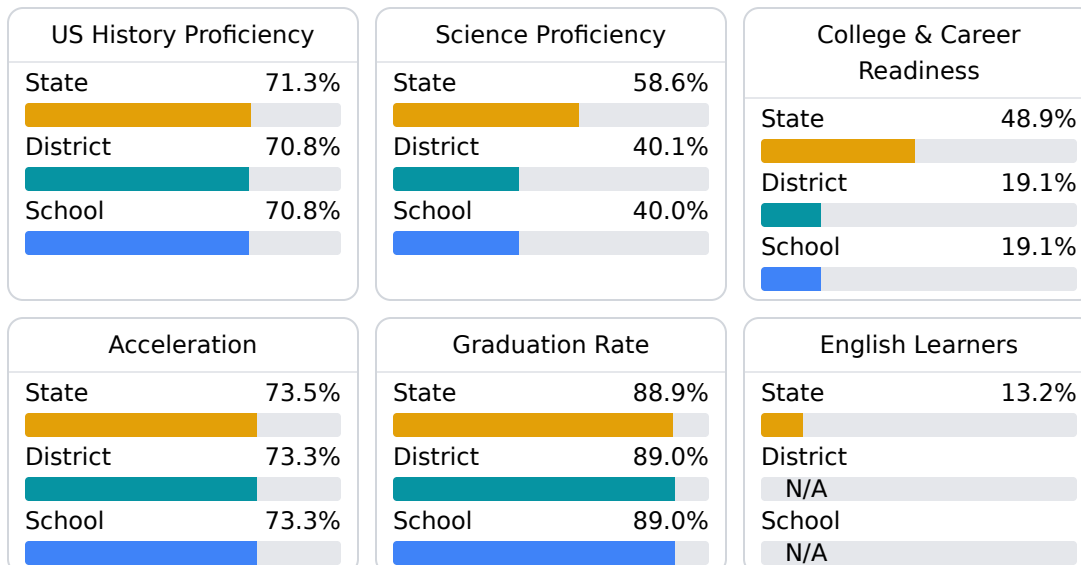 US History Proficiency
State 71.3%
District 70.8%
School 70.8%
Science Proficiency
State 58.6%
District 40.1%
School 40.0%
College & Career
Readiness
State 48.9%
District 19.1%
School 19.1%
Acceleration
State 73.5%
District 73.3%
School 73.3%
Graduation Rate
State 88.9%
District 89.0%
School 89.0%
English Learners
State 13.2%
District
N/A
School
N/A